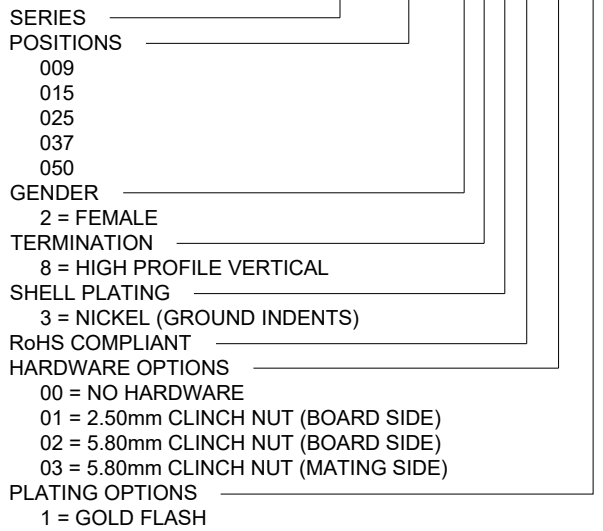 SERIES
POSITIONS
009
015
025
037
050
GENDER
2 = FEMALE
TERMINATION
8 = HIGH PROFILE VERTICAL
SHELL PLATING
3 = NICKEL (GROUND INDENTS)
RoHS COMPLIANT
HARDWARE OPTIONS
00 = NO HARDWARE
01 = 2.50mm CLINCH NUT (BOARD SIDE)
02 = 5.80mm CLINCH NUT (BOARD SIDE)
03 = 5.80mm CLINCH NUT (MATING SIDE)
PLATING OPTIONS
1 = GOLD FLASH